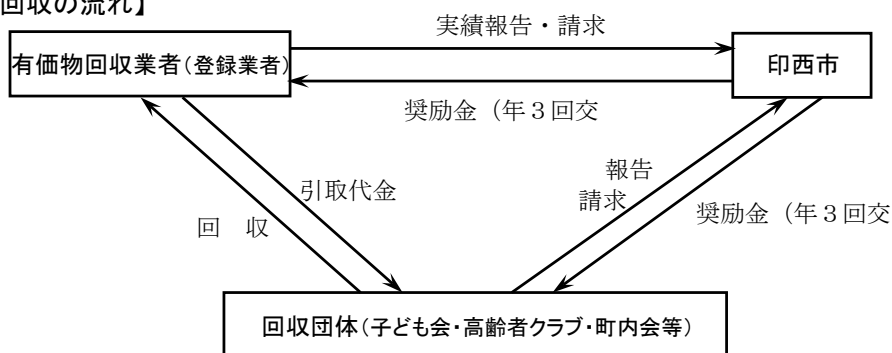 回収の流れ】
実績報告・請求
有価物回収業者（登録業者）
印西市
奨励金（年３回交
報告
請求
引取代金
回　収
奨励金（年３回交
回収団体（子ども会・高齢者クラブ・町内会等）